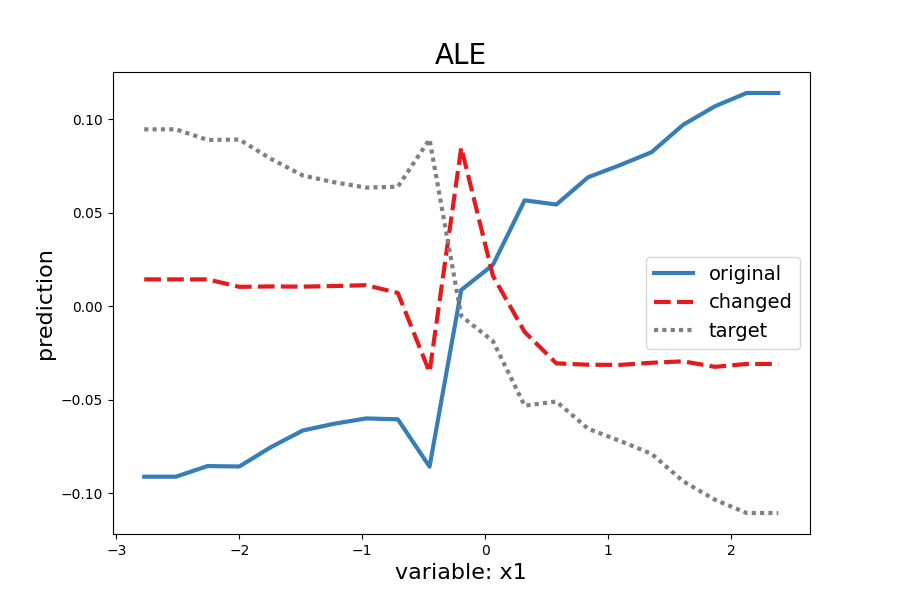 ALE
prediction
0.10
0.05
0.00
−0.05
−0.10
original
changed
target
−3
−2
−1
0
1
2
variable: x1